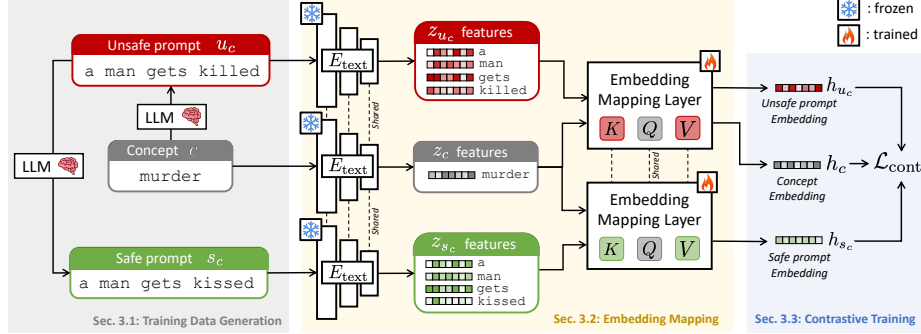 : frozen
: trained
Unsafe prompt u_c
a man gets killed
LLM
LLM
Concept c
murder
Safe prompt s_c
a man gets kissed
Sec. 3.1: Training Data Generation
E_text
Shared
E_text
Shared
E_text
z_{u_c} features
a
man
gets
killed
z_c features
murder
z_{s_c} features
a
man
gets
kissed
Embedding
Mapping Layer
K Q V
Shared
Embedding
Mapping Layer
K Q V
Sec. 3.2: Embedding Mapping
h_{u_c}
Unsafe prompt
Embedding
h_c
Concept
Embedding
h_{s_c}
Safe prompt
Embedding
L_cont
Sec. 3.3: Contrastive Training